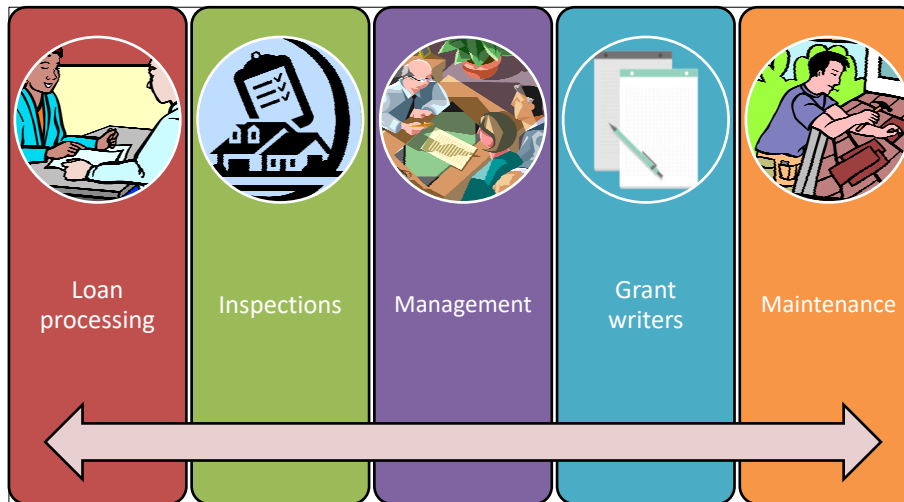 Loan
processing
Inspections
Management
Grant
writers
Maintenance